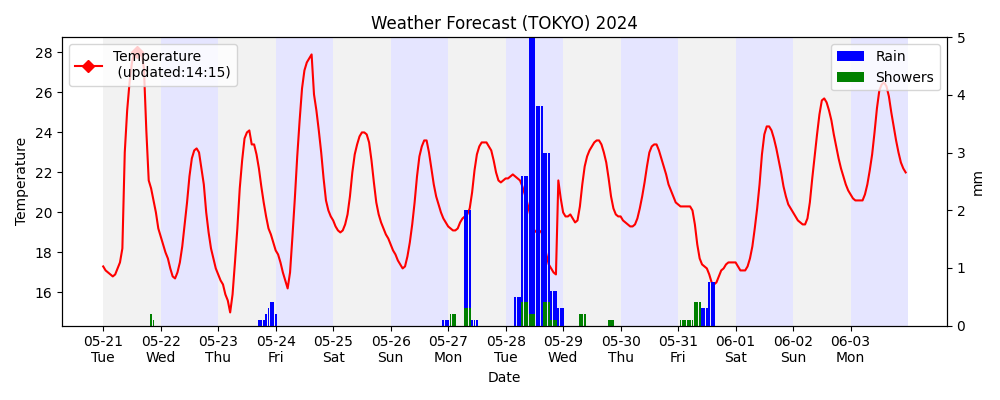 Weather Forecast (TOKYO) 2024
Temperature
(updated:14:15)
Rain
Showers
Temperature
28
26
24
22
20
18
16
5
4
3
2
1
0
mm
05-21 05-22 05-23 05-24 05-25 05-26 05-27 05-28 05-29 05-30 05-31 06-01 06-02 06-03
Tue Wed Thu Fri Sat Sun Mon Tue Wed Thu Fri Sat Sun Mon
Date